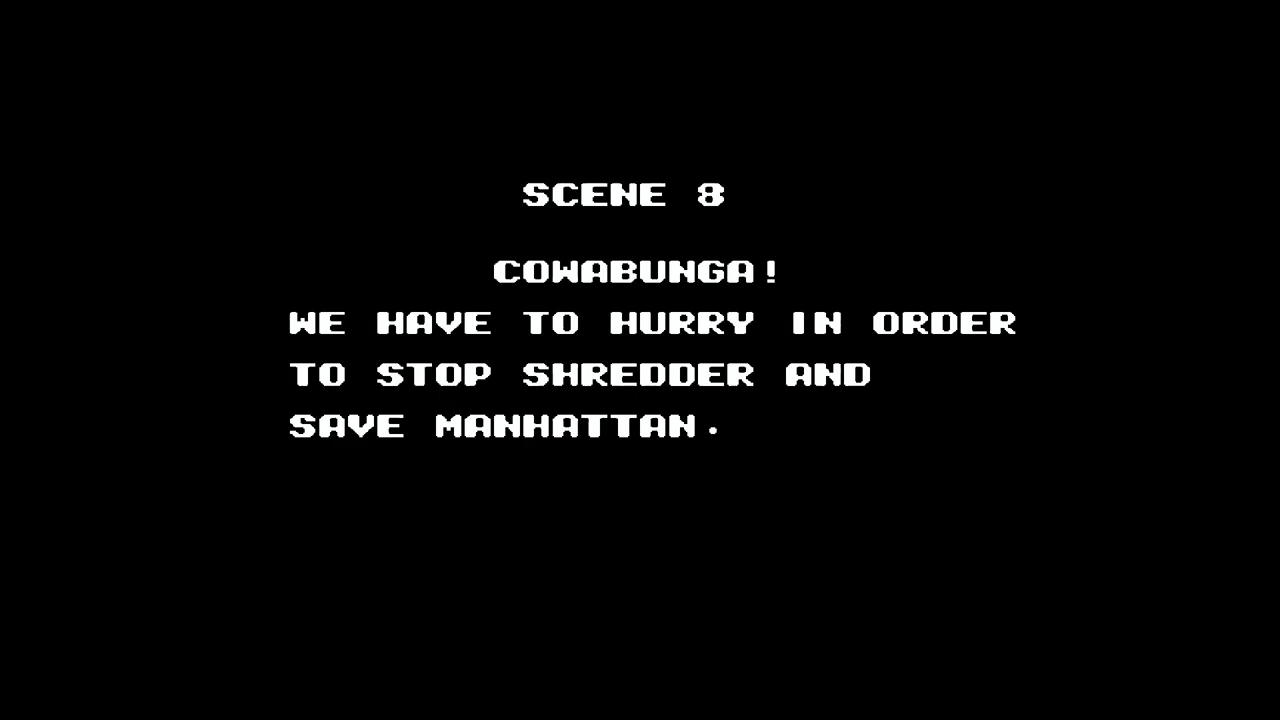 SCENE 8
COWABUNGA!
WE HAVE TO HURRY IN ORDER
TO STOP SHREDDER AND
SAVE MANHATTAN.